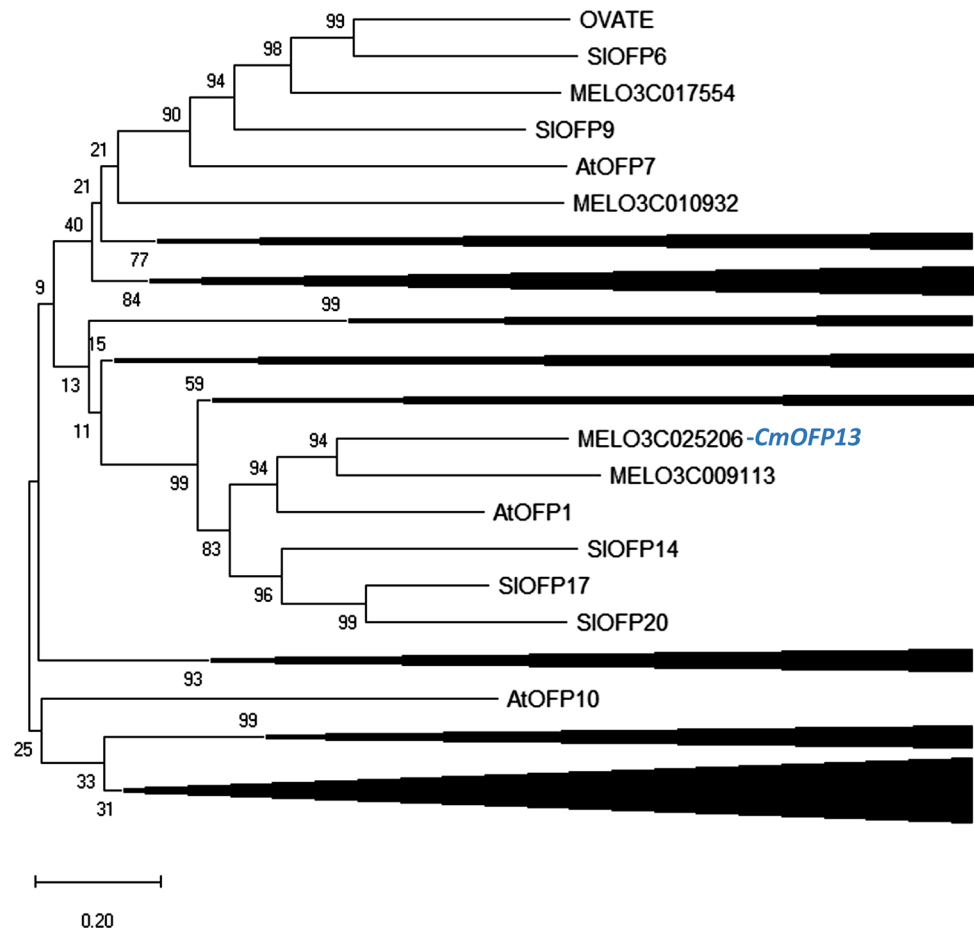 99
OVATE
98
SlOFP6
94
MELO3C017554
90
SlOFP9
21
AtOFP7
21
MELO3C010932
40
77
9
84
99
15
13
59
11
94
MELO3C025206 -CmOFP13
94
MELO3C009113
99
AtOFP1
83
SlOFP14
96
SlOFP17
99
SlOFP20
93
AtOFP10
99
25
33
31
0.20